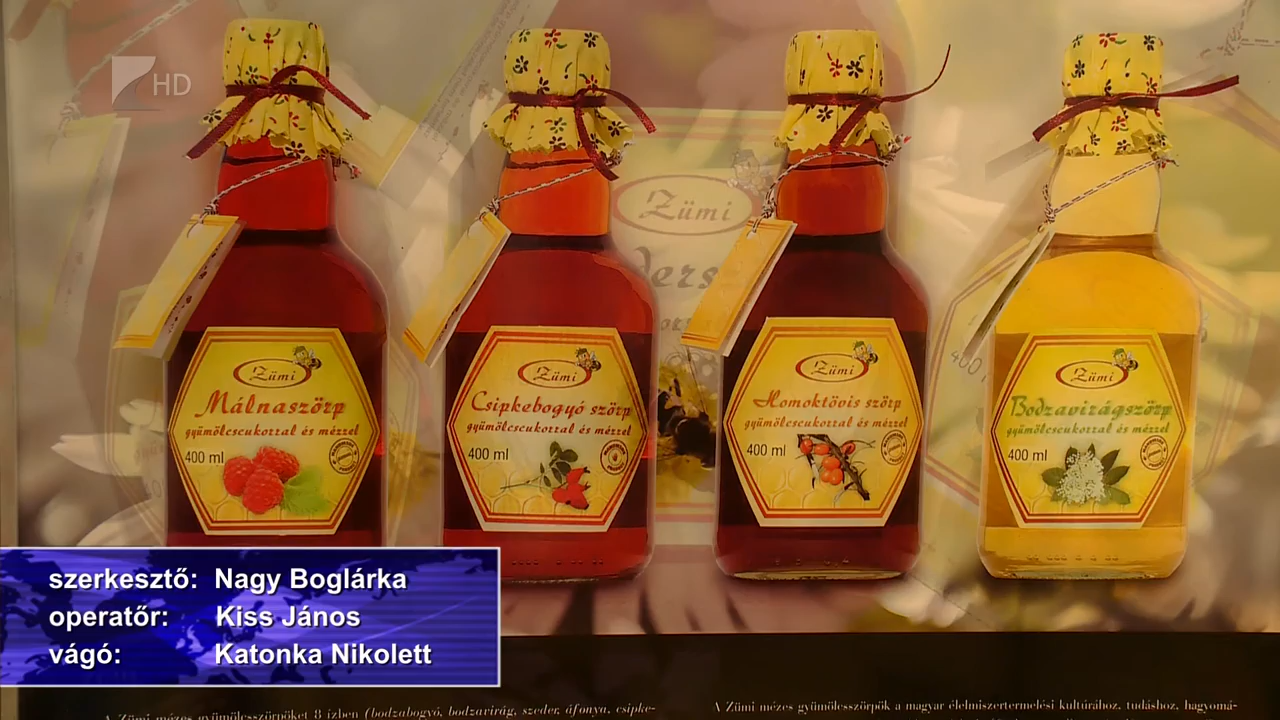 HD
Zümi
Zümi
Málnaszörp
gyümölcscukorral és mézzel
400 ml
Zümi
Csipkebogyó szörp
gyümölcscukorral és mézzel
400 ml
Zümi
Homoktövis szörp
gyümölcscukorral és mézzel
400 ml
Zümi
Bodzavirágszörp
gyümölcscukorral és mézzel
400 ml
szerkesztő: Nagy Boglárka
operatőr: Kiss János
vágó: Katonka Nikolett
A Zümi mézes gyümölcsszörpöket 8 ízben (bodzabogyó, bodzavirág, szeder, áfonya, csipke-
A Zümi mézes gyümölcsszörpök a magyar élelmiszertermelési kultúrához, tudáshoz, hagyomá-